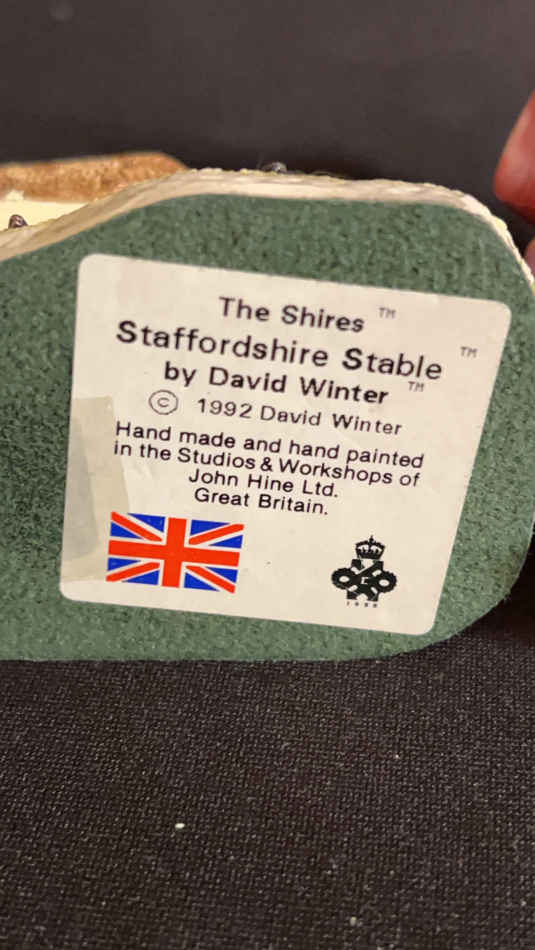 The Shires ™
Staffordshire Stable ™
by David Winter ™
© 1992 David Winter
Hand made and hand painted
in the Studios & Workshops of
John Hine Ltd.
Great Britain.